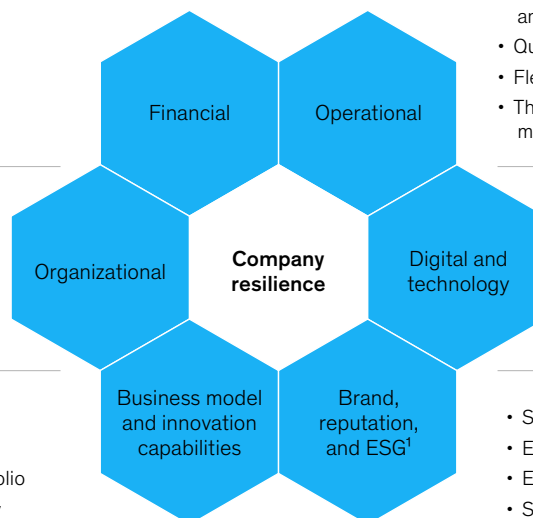 Financial
Operational
Organizational
Company
resilience
Digital and
technology
Business model
and innovation
capabilities
Brand,
reputation,
and ESG¹